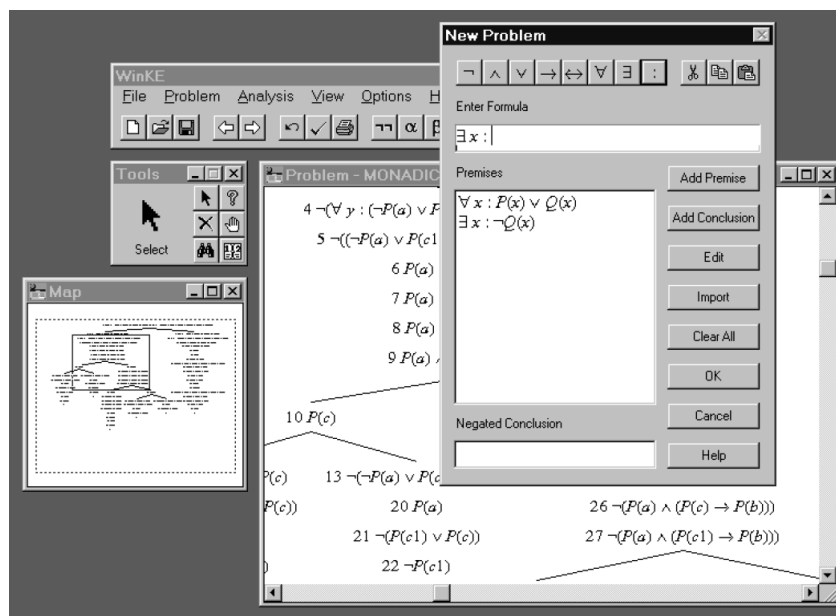 New Problem
¬ ∧ ∨ → ↔ ∀ ∃ :
Enter Formula
∃ x :
Premises
∀ x : P(x) ∨ Q(x)
∃ x : ¬Q(x)
Negated Conclusion
Add Premise
Add Conclusion
Edit
Import
Clear All
OK
Cancel
Help
WinKE
File Problem Analysis View Options H
¬¬ α β
Tools
Select
Map
Problem - MONADIC
4 ¬(∀ y : (¬P(a) ∨ P
5 ¬((¬P(a) ∨ P(c1
6 P(a)
7 P(a)
8 P(a)
9 P(a) ∧
10 P(c)
P(c) 13 ¬(¬P(a) ∨ P(c
P(c)) 20 P(a) 26 ¬(P(a) ∧ (P(c) → P(b)))
21 ¬(P(c1) ∨ P(c)) 27 ¬(P(a) ∧ (P(c1) → P(b)))
) 22 ¬P(c1)